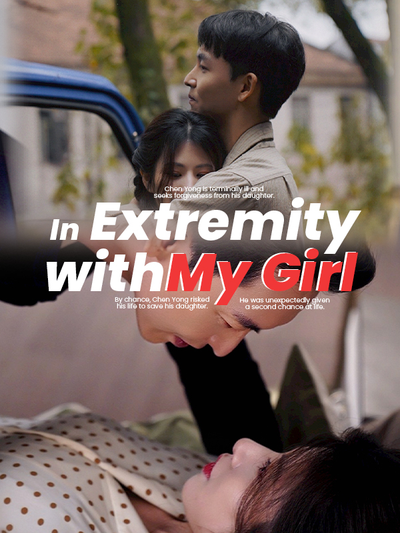 Chen Yong is terminally ill and
seeks forgiveness from his daughter.
In Extremity
withMy Girl
By chance, Chen Yong risked
his life to save his daughter.
He was unexpectedly given
a second chance at life.